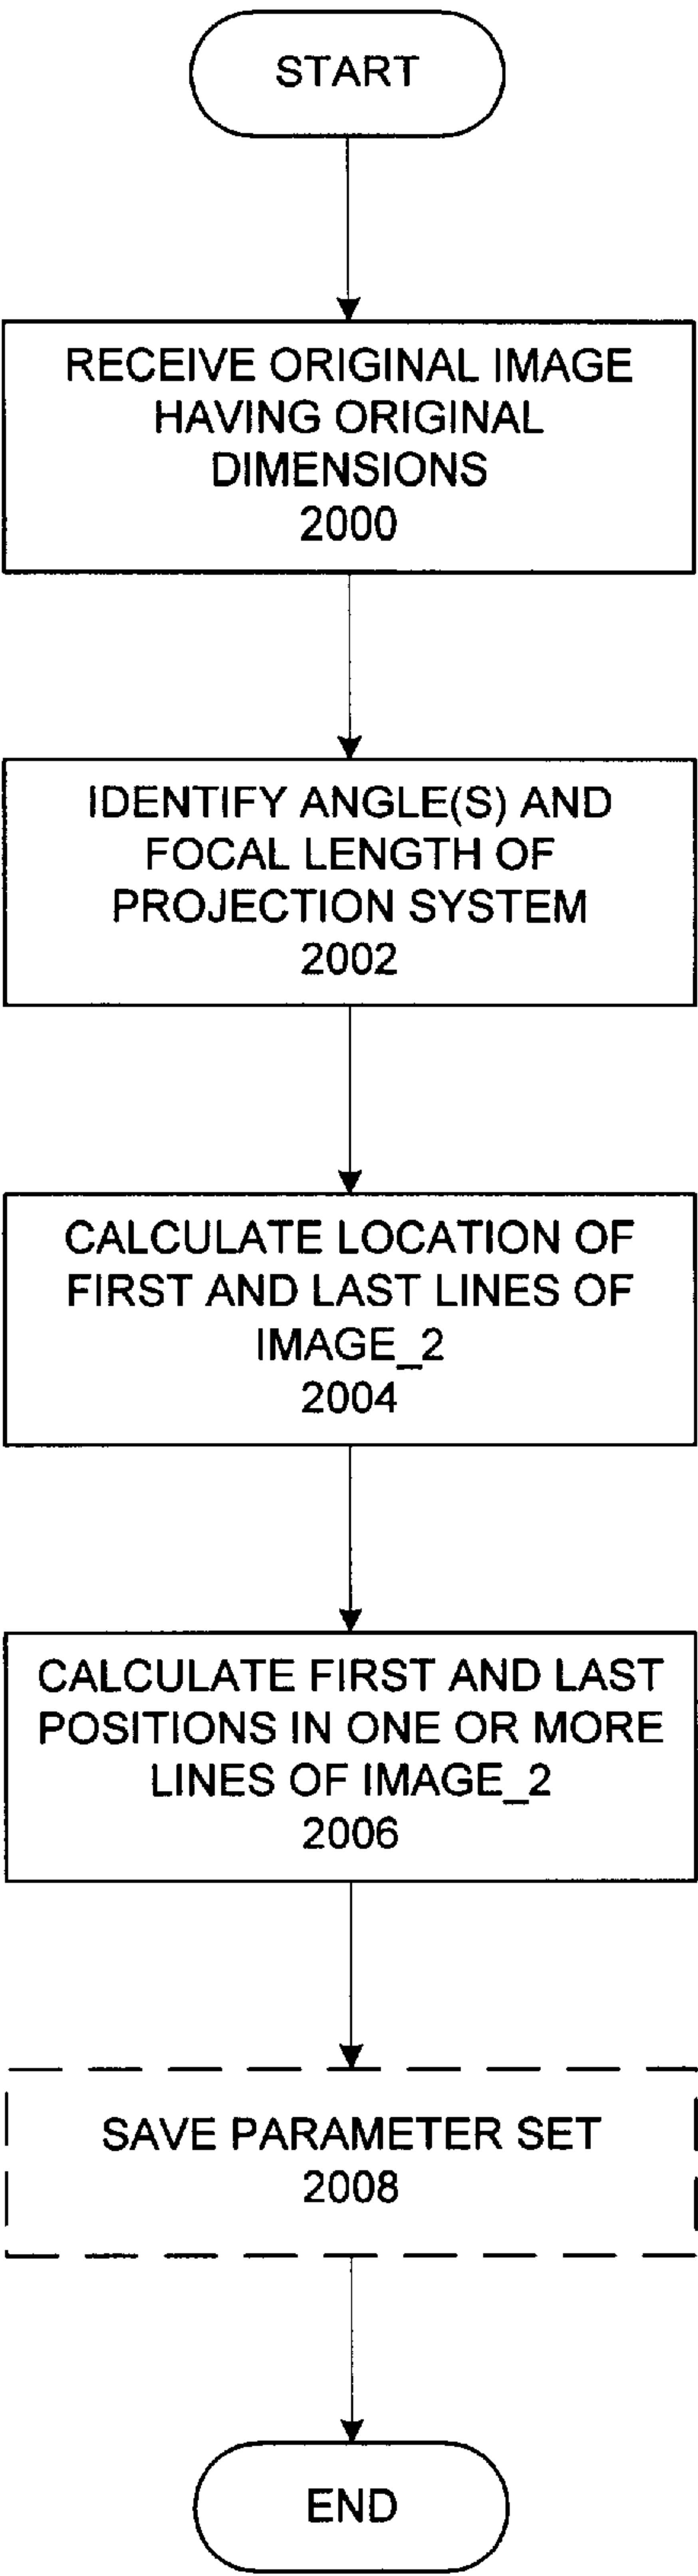 START
RECEIVE ORIGINAL IMAGE
HAVING ORIGINAL
DIMENSIONS
2000
IDENTIFY ANGLE(S) AND
FOCAL LENGTH OF
PROJECTION SYSTEM
2002
CALCULATE LOCATION OF
FIRST AND LAST LINES OF
IMAGE_2
2004
CALCULATE FIRST AND LAST
POSITIONS IN ONE OR MORE
LINES OF IMAGE_2
2006
SAVE PARAMETER SET
2008
END